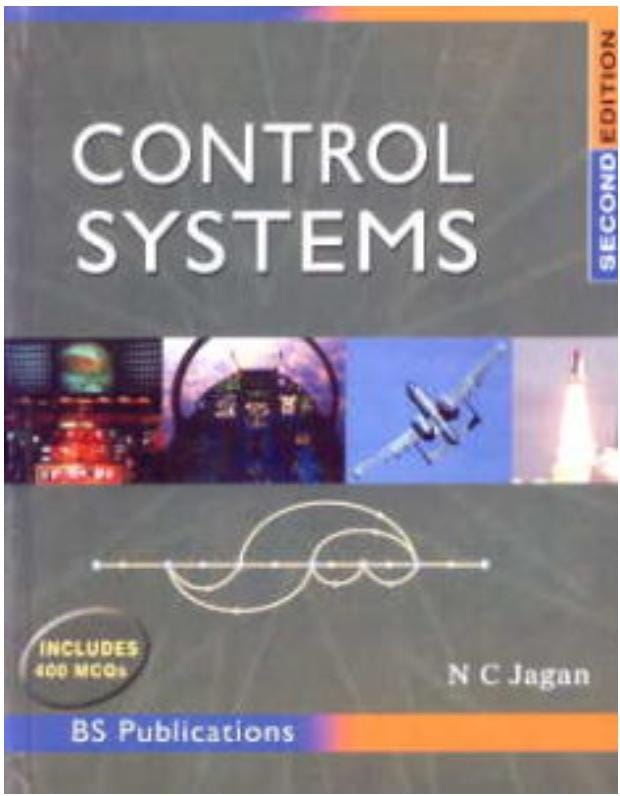 SECOND EDITION
CONTROL
SYSTEMS
INCLUDES
400 MCQs
N C Jagan
BS Publications